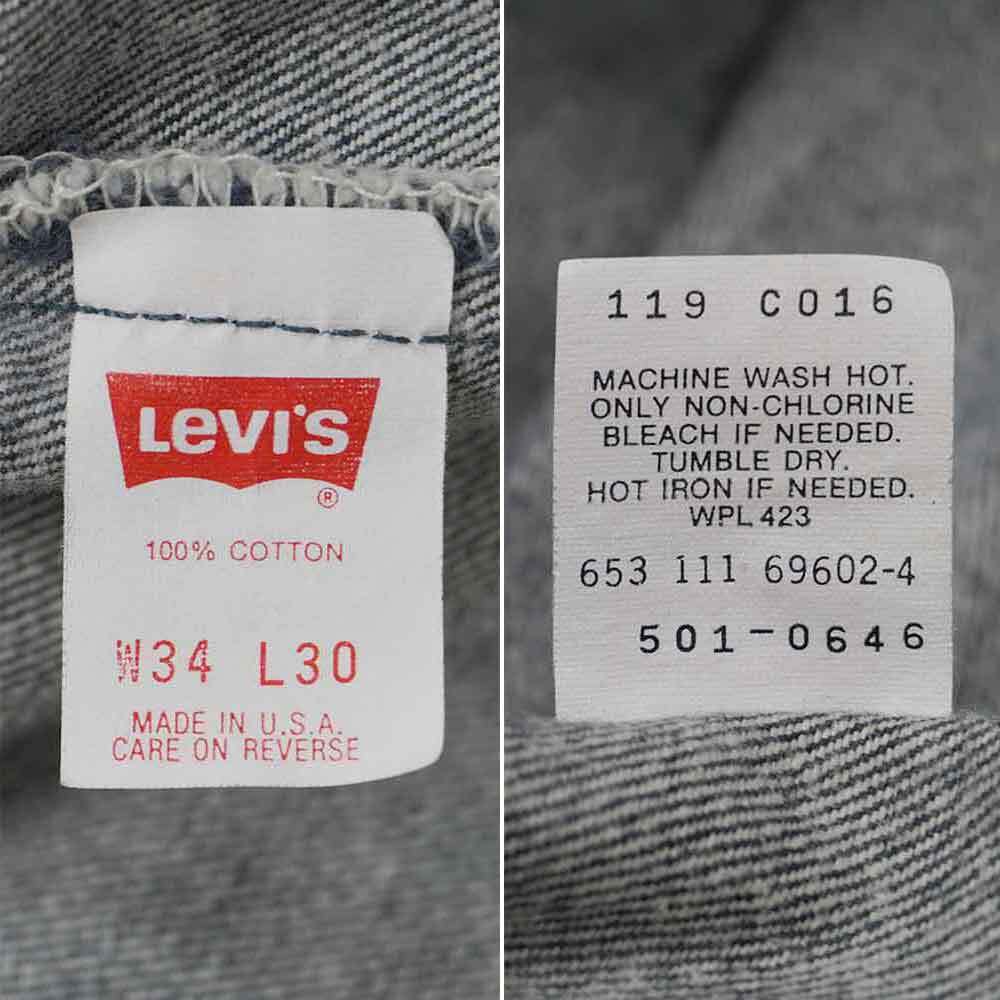 Levi's
®
100% COTTON
W34 L30
MADE IN U.S.A.
CARE ON REVERSE
119 C016
MACHINE WASH HOT.
ONLY NON-CHLORINE
BLEACH IF NEEDED.
TUMBLE DRY.
HOT IRON IF NEEDED.
WPL 423
653 111 69602-4
501-0646